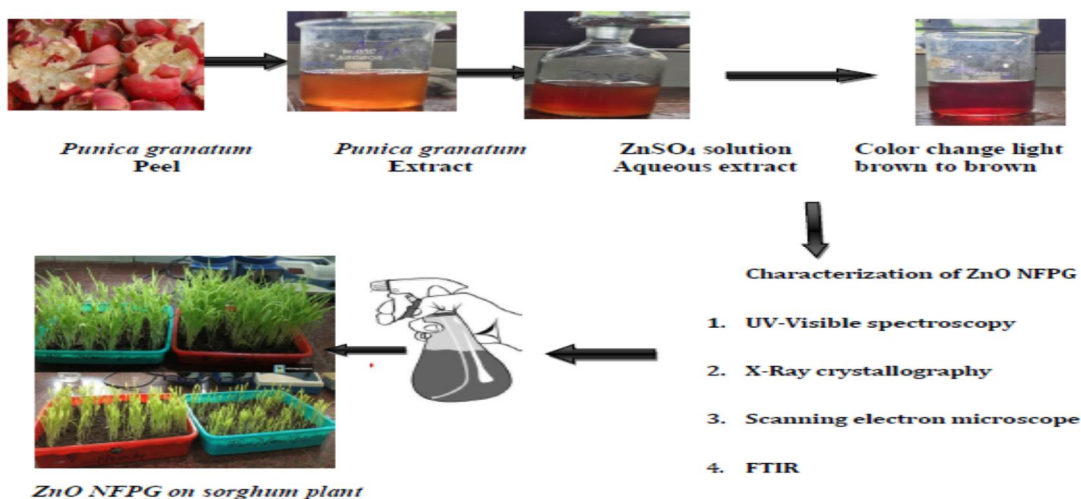 Punica granatum
Peel
Punica granatum
Extract
ZnSO₄ solution
Aqueous extract
Color change light
brown to brown
Characterization of ZnO NFPG
1. UV-Visible spectroscopy
2. X-Ray crystallography
3. Scanning electron microscope
4. FTIR
ZnO NFPG on sorghum plant